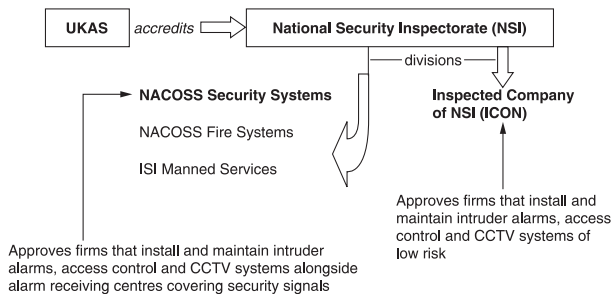 UKAS
accredits
National Security Inspectorate (NSI)
divisions
NACOSS Security Systems
NACOSS Fire Systems
ISI Manned Services
Inspected Company
of NSI (ICON)
Approves firms that install and
maintain intruder alarms, access
control and CCTV systems of
low risk
Approves firms that install and maintain intruder
alarms, access control and CCTV systems alongside
alarm receiving centres covering security signals